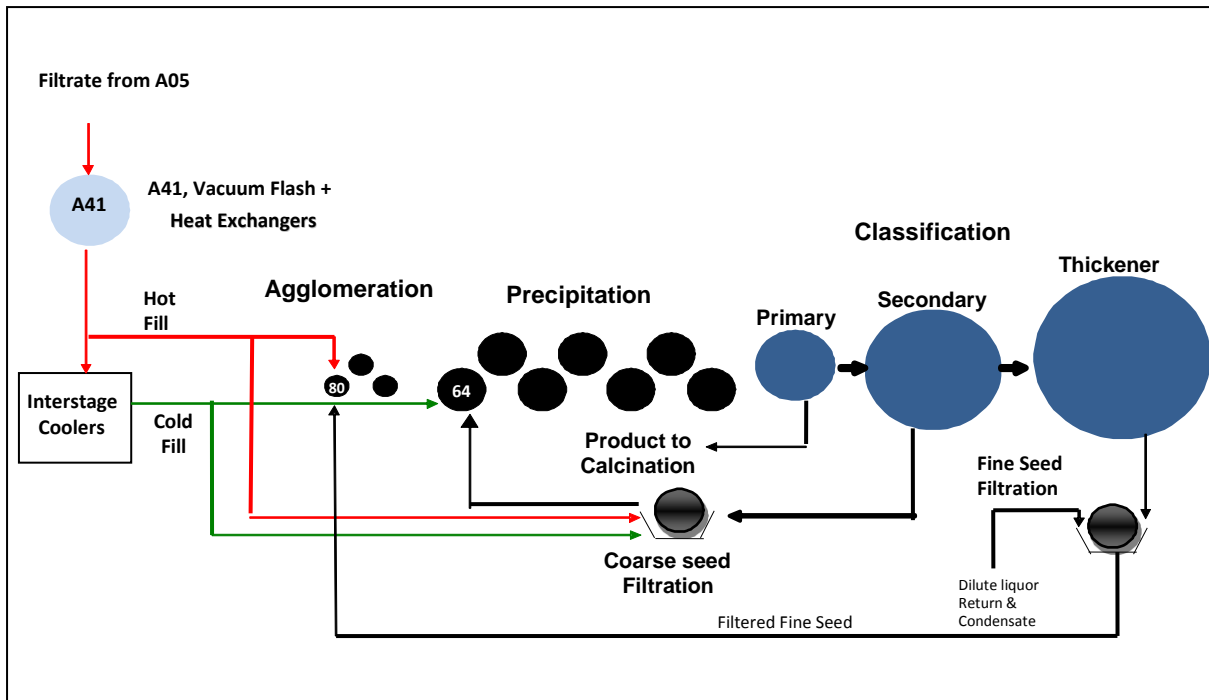 Filtrate from A05
A41
A41, Vacuum Flash +
Heat Exchangers
Hot
Fill
Interstage
Coolers
Cold
Fill
Agglomeration
80
Precipitation
64
Classification
Primary
Secondary
Thickener
Product to
Calcination
Coarse seed
Filtration
Fine Seed
Filtration
Dilute liquor
Return &
Condensate
Filtered Fine Seed